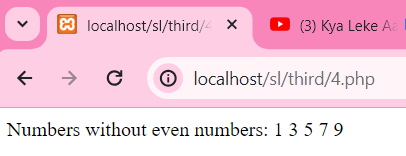 localhost/sl/third/4
(3) Kya Leke Aa
localhost/sl/third/4.php
Numbers without even numbers: 1 3 5 7 9